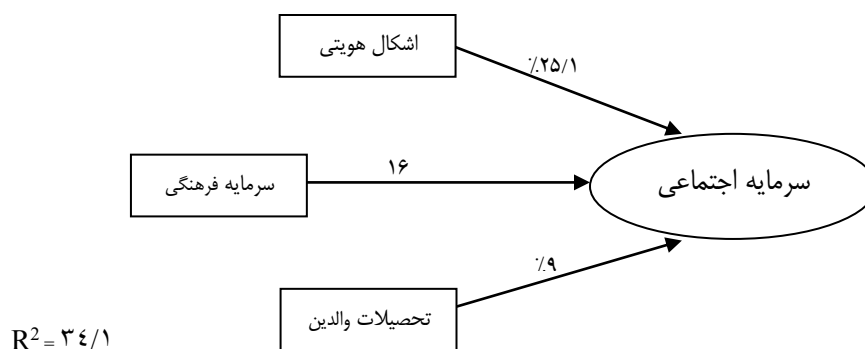 اشکال هویتی
٪۲۵/۱
سرمایه فرهنگی
۱۶
سرمایه اجتماعی
٪۹
تحصیلات والدین
R² = ۳٤/۱